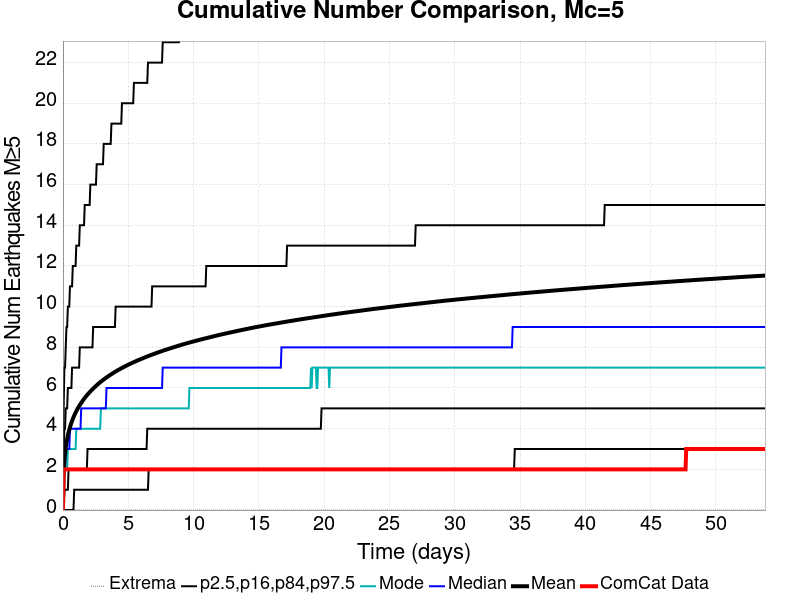 Cumulative Number Comparison, Mc=5
Cumulative Num Earthquakes M≥5
22
20
18
16
14
12
10
8
6
4
2
0
0 5 10 15 20 25 30 35 40 45 50
Time (days)
Extrema p2.5,p16,p84,p97.5 Mode Median Mean ComCat Data